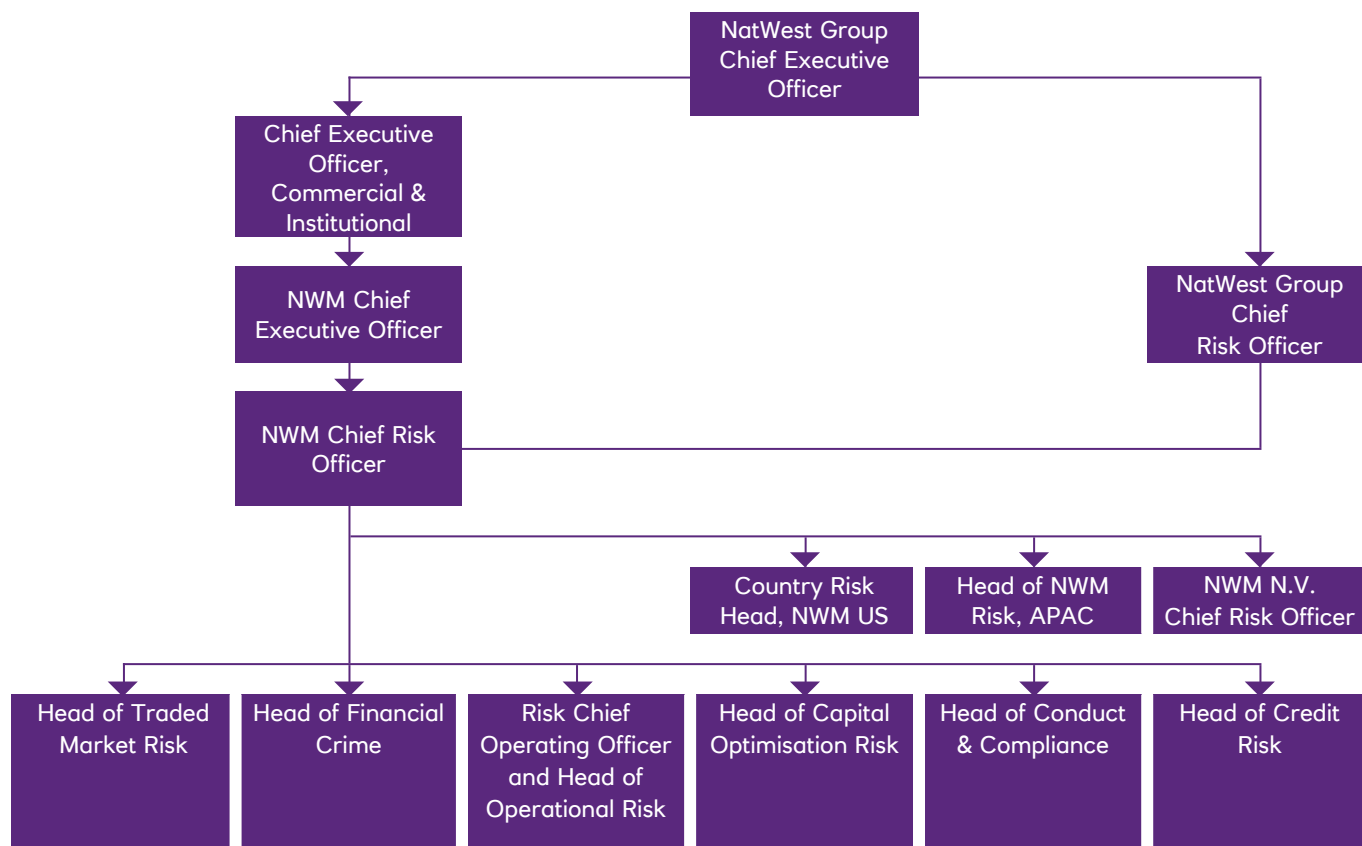 NatWest Group
Chief Executive
Officer
Chief Executive
Officer,
Commercial &
Institutional
NWM Chief
Executive Officer
NatWest Group
Chief
Risk Officer
NWM Chief Risk
Officer
Country Risk
Head, NWM US
Head of NWM
Risk, APAC
NWM N.V.
Chief Risk Officer
Head of Traded
Market Risk
Head of Financial
Crime
Risk Chief
Operating Officer
and Head of
Operational Risk
Head of Capital
Optimisation Risk
Head of Conduct
& Compliance
Head of Credit
Risk